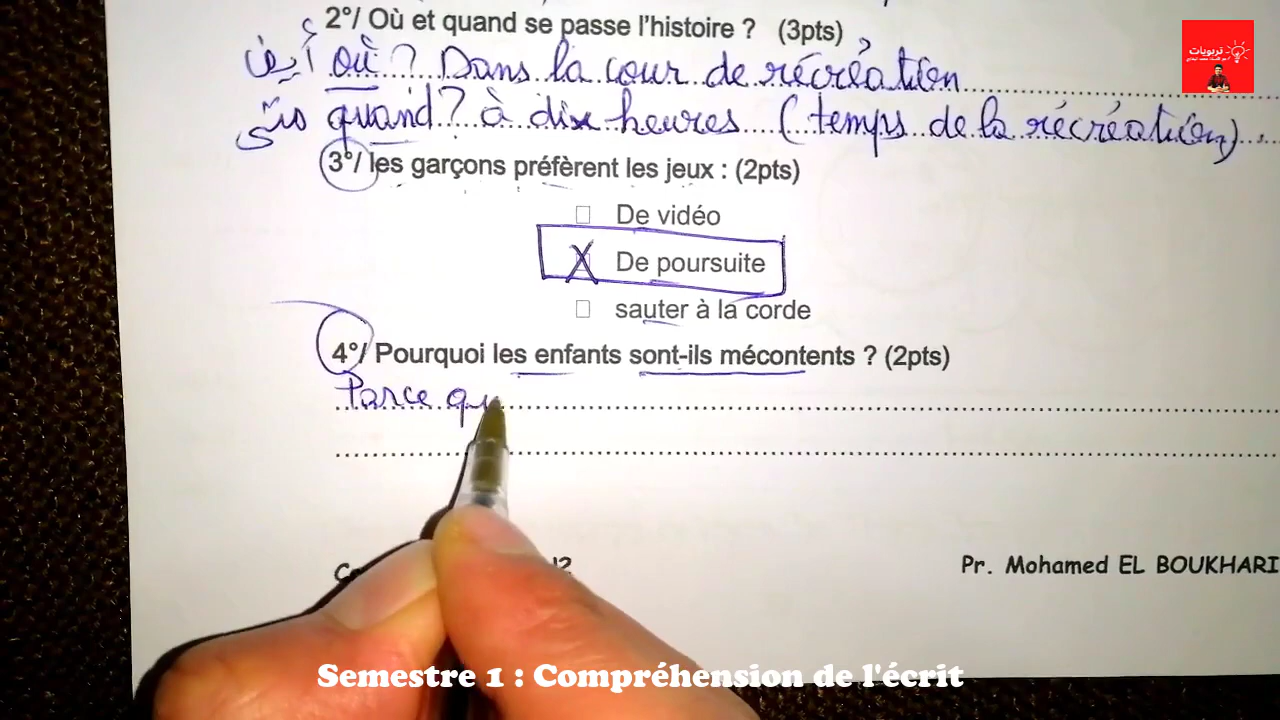 2°/ Où et quand se passe l'histoire ? (3pts)
أين où ? Dans la cour de récréation
متى quand ? à dix heures (temps de la récréation)
3°/ les garçons préfèrent les jeux : (2pts)
De vidéo
X De poursuite
sauter à la corde
4°/ Pourquoi les enfants sont-ils mécontents ? (2pts)
Parce qu
Pr. Mohamed EL BOUKHARI
Semestre 1 : Compréhension de l'écrit
تربويات